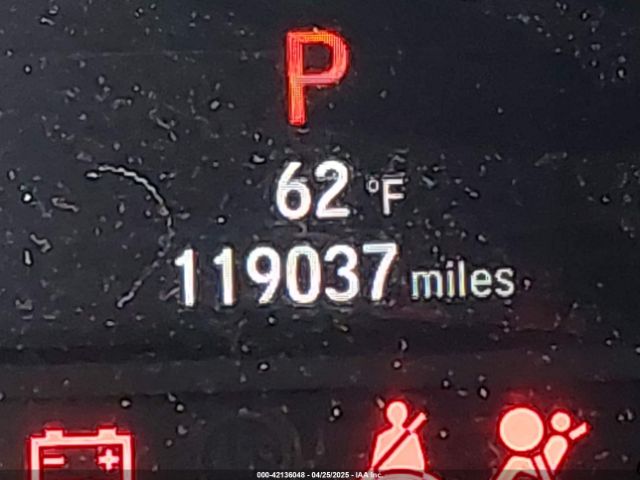 P
62 °F
119037 miles
000-42136048 - 04/25/2025 - IAA Inc.